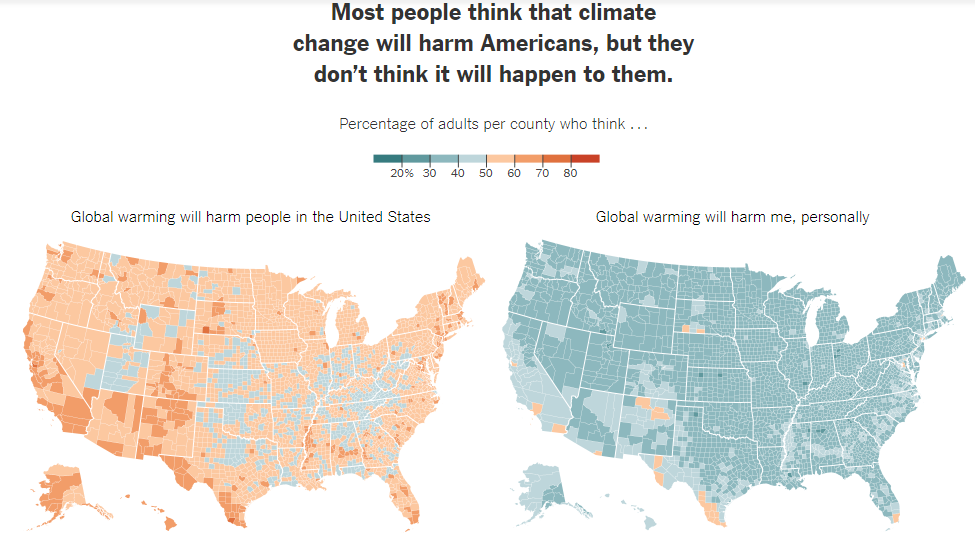 Most people think that climate
change will harm Americans, but they
don’t think it will happen to them.
Percentage of adults per county who think . . .
20% 30 40 50 60 70 80
Global warming will harm people in the United States
Global warming will harm me, personally